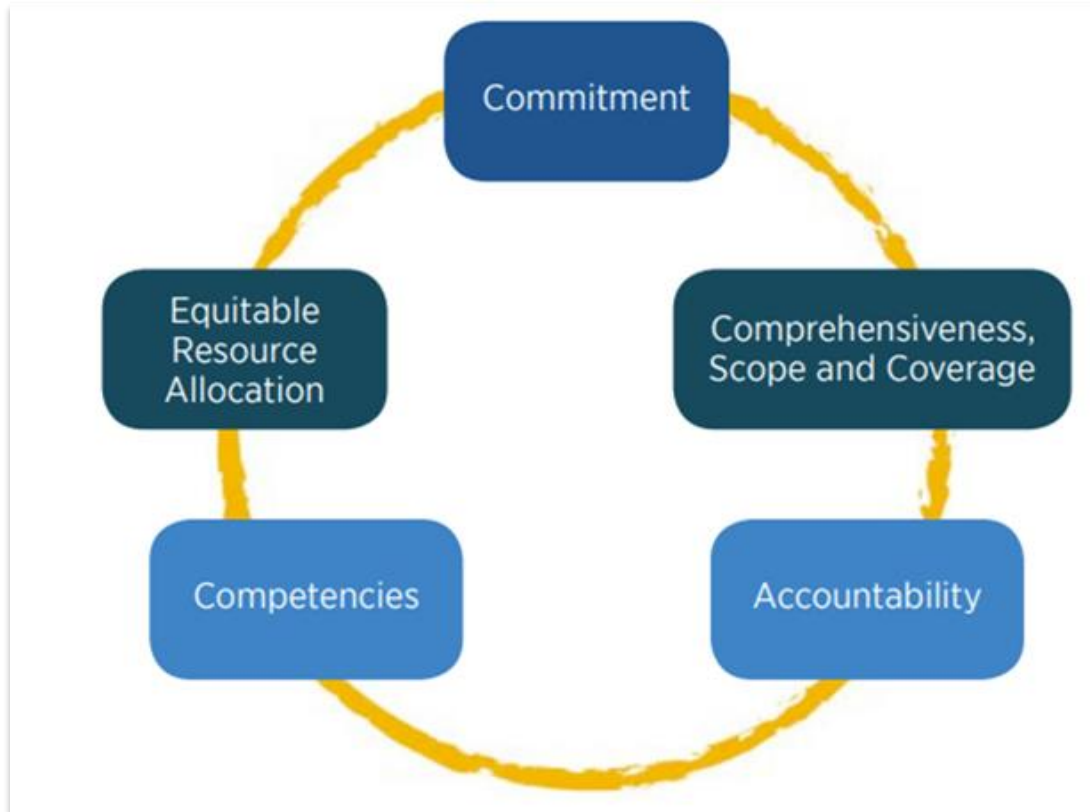 Commitment
Equitable
Resource
Allocation
Comprehensiveness,
Scope and Coverage
Competencies
Accountability